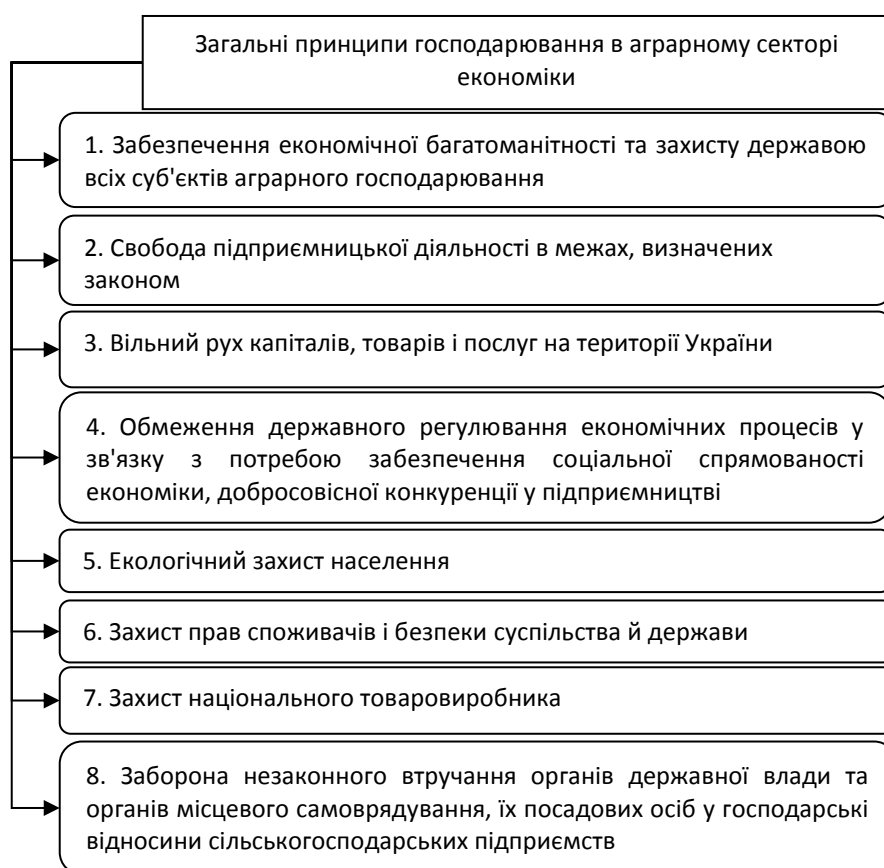 Загальні принципи господарювання в аграрному секторі
економіки
1. Забезпечення економічної багатоманітності та захисту державою
всіх суб'єктів аграрного господарювання
2. Свобода підприємницької діяльності в межах, визначених
законом
3. Вільний рух капіталів, товарів і послуг на території України
4. Обмеження державного регулювання економічних процесів у
зв'язку з потребою забезпечення соціальної спрямованості
економіки, добросовісної конкуренції у підприємництві
5. Екологічний захист населення
6. Захист прав споживачів і безпеки суспільства й держави
7. Захист національного товаровиробника
8. Заборона незаконного втручання органів державної влади та
органів місцевого самоврядування, їх посадових осіб у господарські
відносини сільськогосподарських підприємств